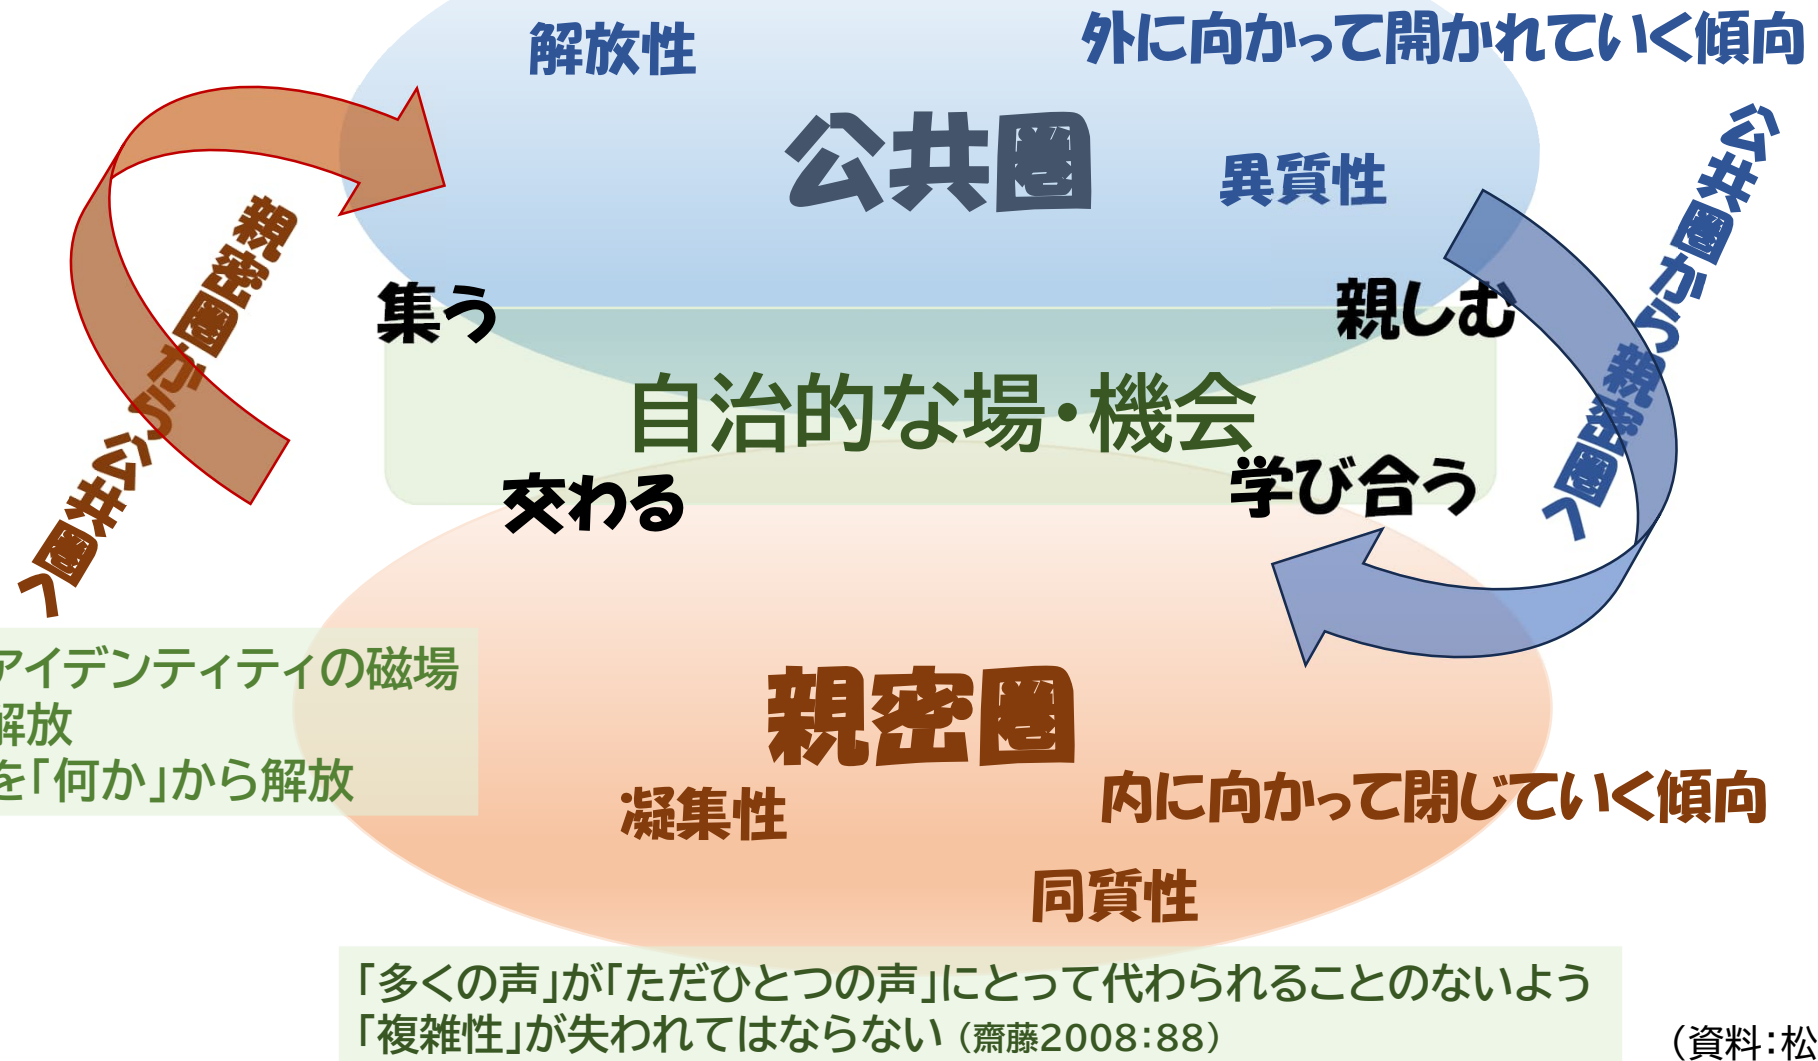 解放性
外に向かって開かれていく傾向
公共圏
異質性
親密圏から公共圏へ
公共圏から親密圏へ
集う
親しむ
自治的な場・機会
交わる
学び合う
アイデンティティの磁場
解放
を「何か」から解放
親密圏
凝集性
内に向かって閉じていく傾向
同質性
「多くの声」が「ただひとつの声」にとって代わられることのないよう
「複雑性」が失われてはならない（齋藤2008：88）
（資料：松